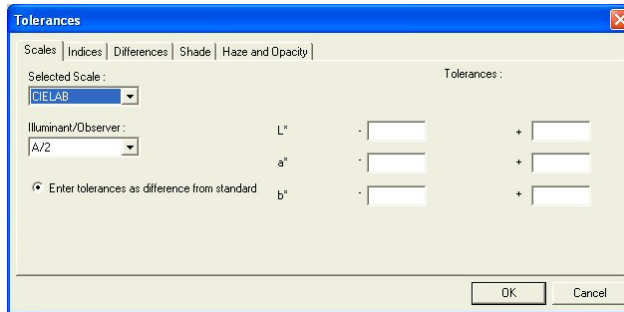 Tolerances
Scales Indices Differences Shade Haze and Opacity
Selected Scale : Tolerances :
CIELAB
Illuminant/Observer :
A/2
L* - +
a* - +
Enter tolerances as difference from standard
b* - +
OK Cancel